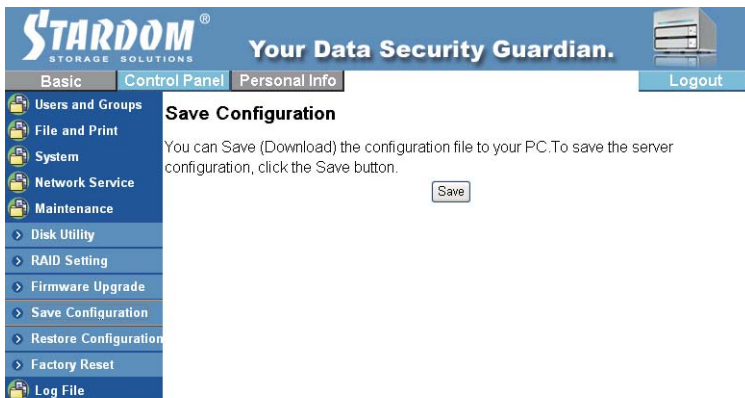 STARDOM®
STORAGE SOLUTIONS
Your Data Security Guardian.
Basic
Control Panel
Personal Info
Logout
Users and Groups
File and Print
System
Network Service
Maintenance
Disk Utility
RAID Setting
Firmware Upgrade
Save Configuration
Restore Configuration
Factory Reset
Log File
Save Configuration
You can Save (Download) the configuration file to your PC.To save the server
configuration, click the Save button.
Save